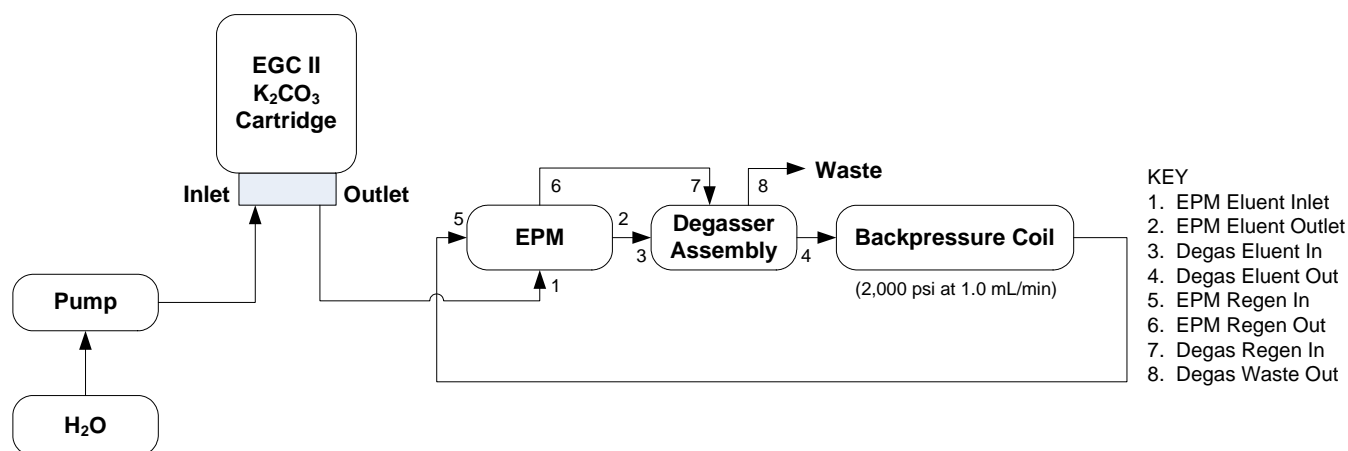 EGC II
K₂CO₃
Cartridge
Inlet
Outlet
Pump
H₂O
5
EPM
1
6
2
3
7
8
Waste
Degasser
Assembly
4
Backpressure Coil
(2,000 psi at 1.0 mL/min)
KEY
1. EPM Eluent Inlet
2. EPM Eluent Outlet
3. Degas Eluent In
4. Degas Eluent Out
5. EPM Regen In
6. EPM Regen Out
7. Degas Regen In
8. Degas Waste Out